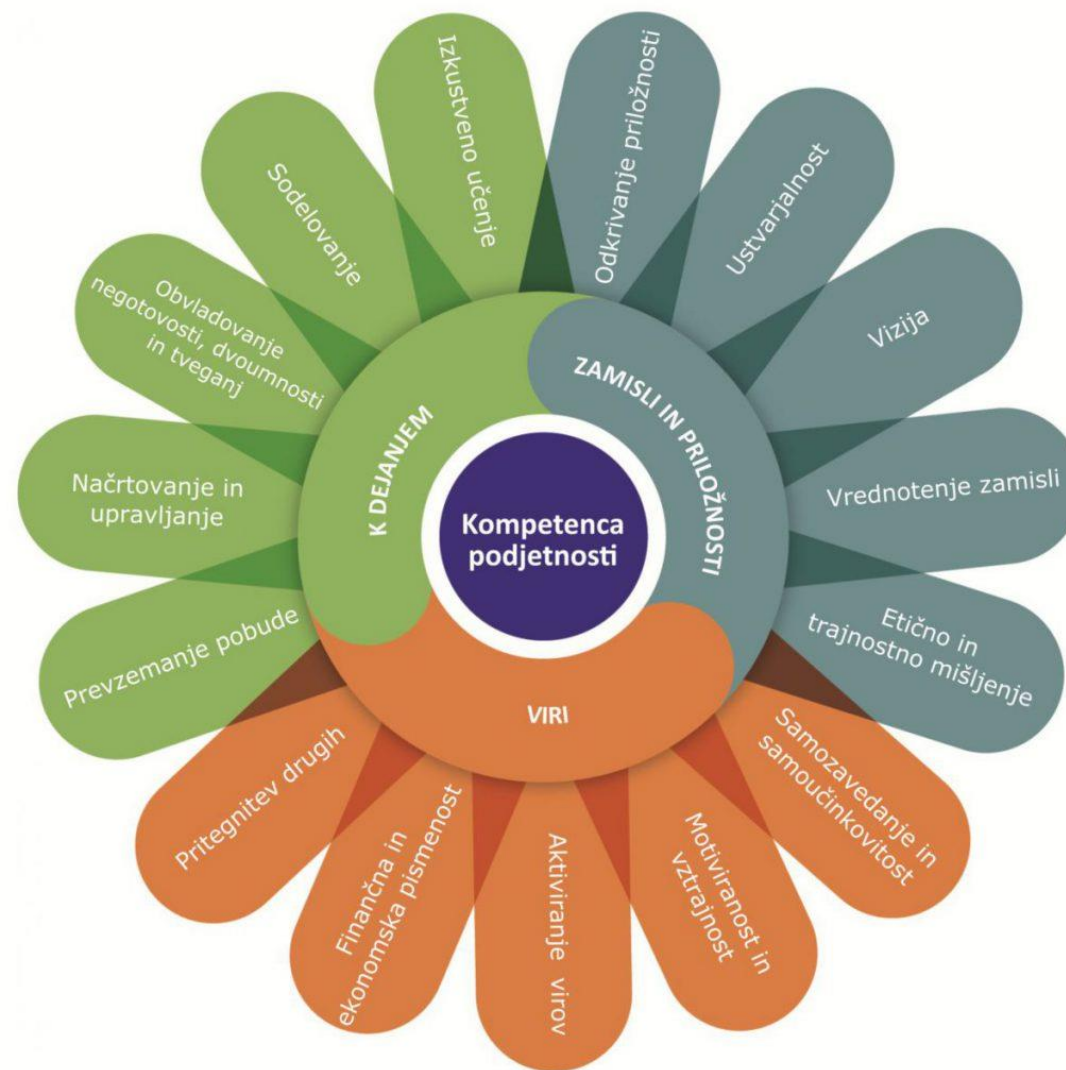 Kompetenca
podjetnosti
ZAMISLI IN PRILOŽNOSTI
Odkrivanje priložnosti
Ustvarjalnost
Vizija
Vrednotenje zamisli
Etično in
trajnostno mišljenje
VIRI
Samozavedanje in
samoučinkovitost
Motiviranost in
vztrajnost
Aktiviranje virov
Finančna in
ekonomska pismenost
Pritegnitev drugih
K DEJANJEM
Prevzemanje pobude
Načrtovanje in
upravljanje
Obvladovanje
negotovosti, dvoumnosti
in tveganj
Sodelovanje
Izkustveno učenje